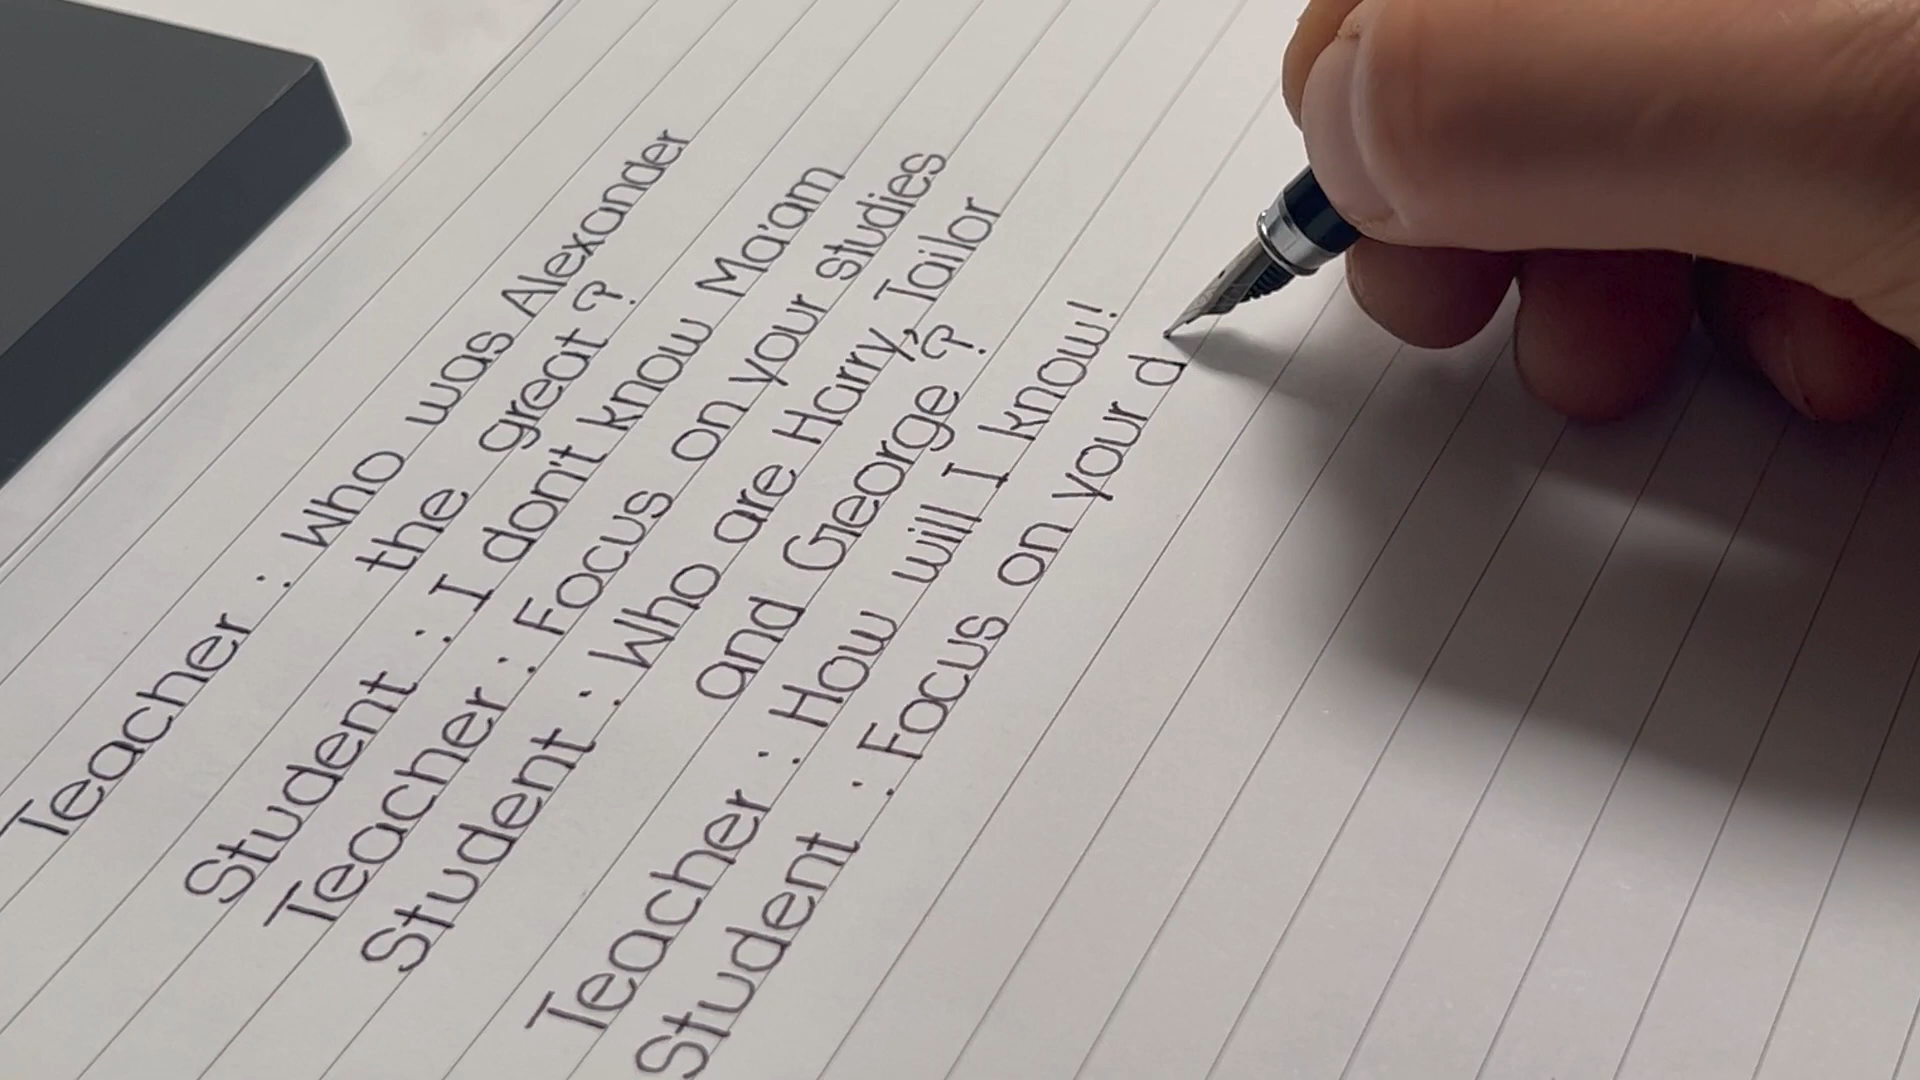 Teacher : Who was Alexander
the great ?
Student : I don't know Ma'am
Teacher : Focus on your studies
Student : Who are Harry, Tailor
and George ?
Teacher : How will I know!
Student : Focus on your d